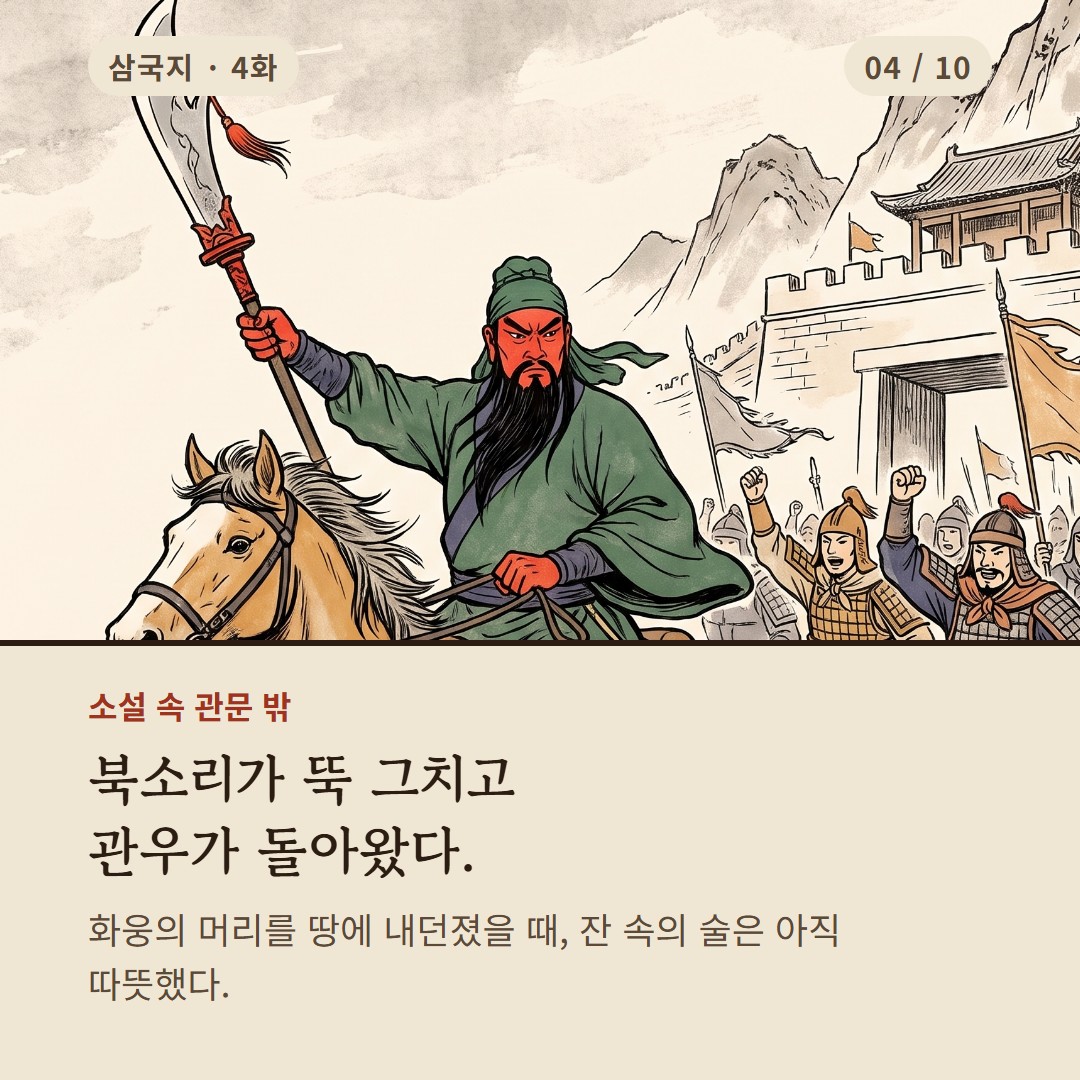 삼국지 · 4화
04 / 10
소설 속 관문 밖
북소리가 뚝 그치고
관우가 돌아왔다.
화웅의 머리를 땅에 내던졌을 때, 잔 속의 술은 아직
따뜻했다.